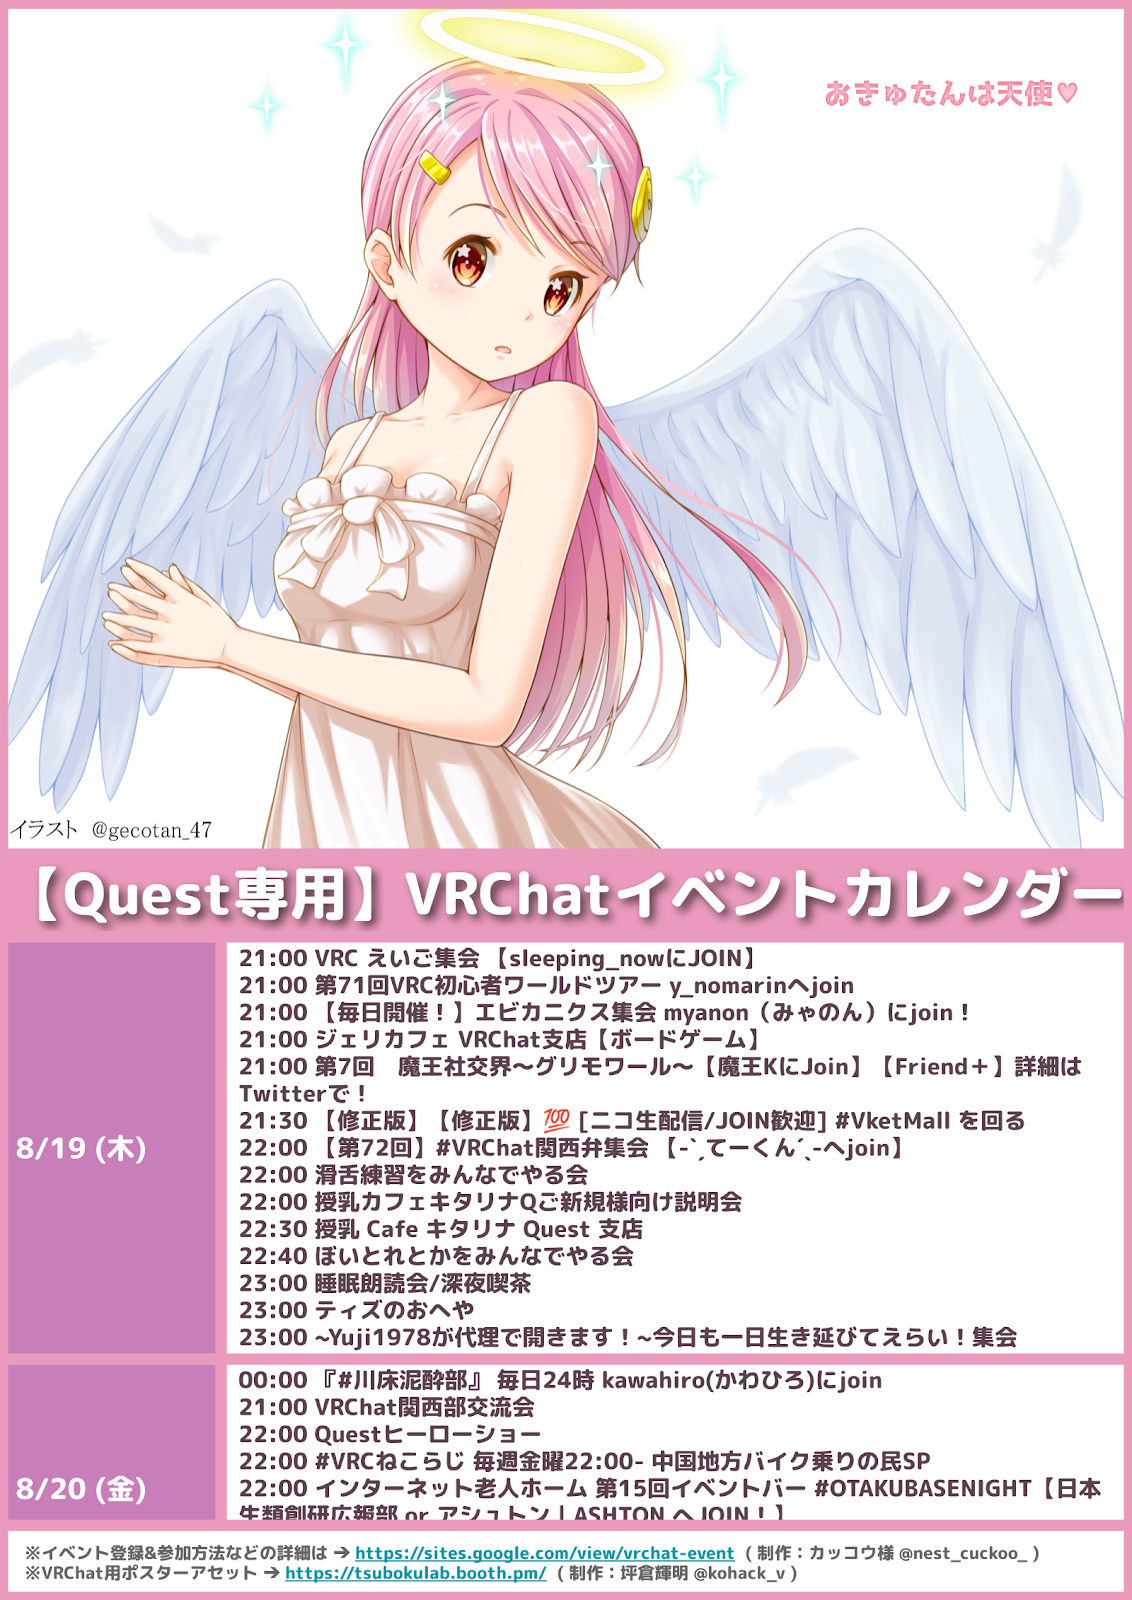 おきゅたんは天使♥
イラスト @gecotan_47
【Quest専用】VRChatイベントカレンダー
8/19 (木)
21:00 VRC えいご集会 【sleeping_nowにJOIN】
21:00 第71回VRC初心者ワールドツアー y_nomarinへjoin
21:00 【毎日開催！】エビカニクス集会 myanon（みゃのん）にjoin！
21:00 ジェリカフェ VRChat支店【ボードゲーム】
21:00 第7回　魔王社交界〜グリモワール〜【魔王KにJoin】【Friend＋】詳細は
Twitterで！
21:30 【修正版】【修正版】💯 [ニコ生配信/JOIN歓迎] #VketMall を回る
22:00 【第72回】#VRChat関西弁集会 【-ˋˏてーくんˊˎ-へjoin】
22:00 滑舌練習をみんなでやる会
22:00 授乳カフェキタリナQご新規様向け説明会
22:30 授乳 Cafe キタリナ Quest 支店
22:40 ぼいとれとかをみんなでやる会
23:00 睡眠朗読会/深夜喫茶
23:00 ティズのおへや
23:00 ~Yuji1978が代理で開きます！~今日も一日生き延びてえらい！集会
8/20 (金)
00:00 『#川床泥酔部』 毎日24時 kawahiro(かわひろ)にjoin
21:00 VRChat関西部交流会
22:00 Questヒーローショー
22:00 #VRCねこらじ 毎週金曜22:00- 中国地方バイク乗りの民SP
22:00 インターネット老人ホーム 第15回イベントバー #OTAKUBASENIGHT【日本
生類創研広報部 or アシュトン | ASHTON へJOIN！】
※イベント登録&参加方法などの詳細は → https://sites.google.com/view/vrchat-event ( 制作：カッコウ様 @nest_cuckoo_ )
※VRChat用ポスターアセット → https://tsubokulab.booth.pm/ ( 制作：坪倉輝明 @kohack_v )